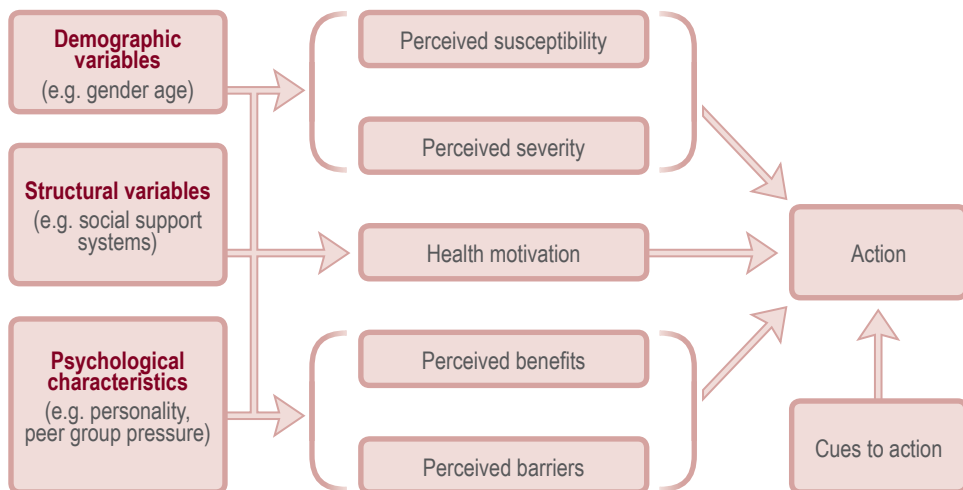 Demographic
variables
(e.g. gender age)
Structural variables
(e.g. social support
systems)
Psychological
characteristics
(e.g. personality,
peer group pressure)
Perceived susceptibility
Perceived severity
Health motivation
Perceived benefits
Perceived barriers
Action
Cues to action